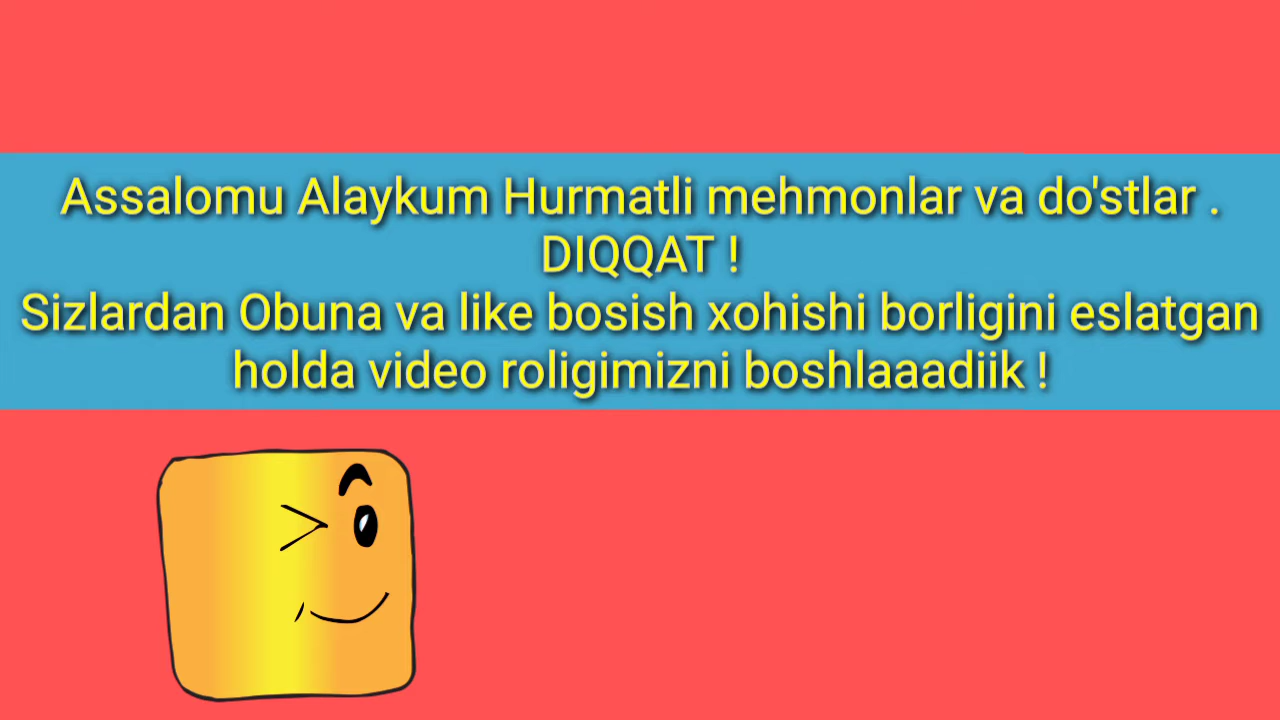 Assalomu Alaykum Hurmatli mehmonlar va do'stlar .
DIQQAT !
Sizlardan Obuna va like bosish xohishi borligini eslatgan
holda video roligimizni boshlaaadiik !